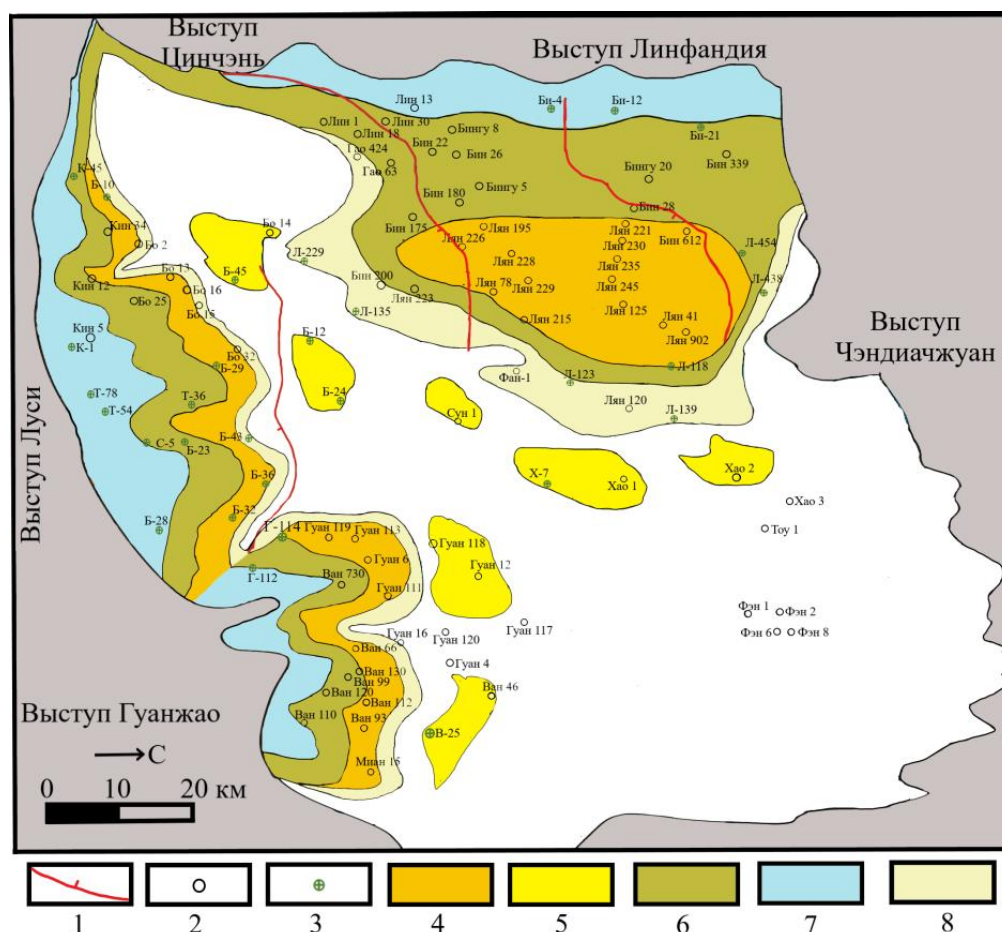 Выступ
Цинчэнь
Выступ Линфандия
Лин 13
Би-4
Би-12
Лин 1
Лин 30
Лин 18
Бингу 8
Би-21
Гао 424
Бин 22
Гао 63
Бин 26
Бин 339
К-45
Б-10
Бингу 20
Бингу 5
Бин 180
Бин 28
Кин 34
Бо 2
Бо 14
Бин 175
Лян 195
Лян 221
Бин 612
Лян 226
Лян 230
Л-454
Л-229
Лян 228
Лян 235
Бо 13
Б-45
Бин 200
Кин 12
Бо 16
Лян 78
Лян 229
Лян 245
Л-438
Бо 25
Бо 15
Лян 223
Лян 125
Л-135
Лян 215
Лян 41
Кин 5
Б-12
Лян 902
К-1
Бо 32
Б-29
Л-118
Выступ
Чэндиачжуан
Фан-1
Л-123
Т-78
Б-24
Т-54
Т-36
Сун 1
Лян 120
Л-139
С-5
Б-23
Б-43
Б-36
Х-7
Хао 1
Хао 2
Хао 3
Выступ Луси
Б-32
Б-28
Г-114
Гуан 119
Гуан 113
Гуан 118
Тоу 1
Г-112
Гуан 6
Гуан 12
Ван 730
Гуан 111
Фэн 1
Фэн 2
Гуан 16
Гуан 120
Гуан 117
Фэн 6
Фэн 8
Ван 66
Гуан 4
Ван 130
Ван 99
Ван 120
Ван 46
Ван 112
Выступ Гуанжао
Ван 110
Ван 93
В-25
С
Миан 15
0 10 20 км
1 2 3 4 5 6 7 8